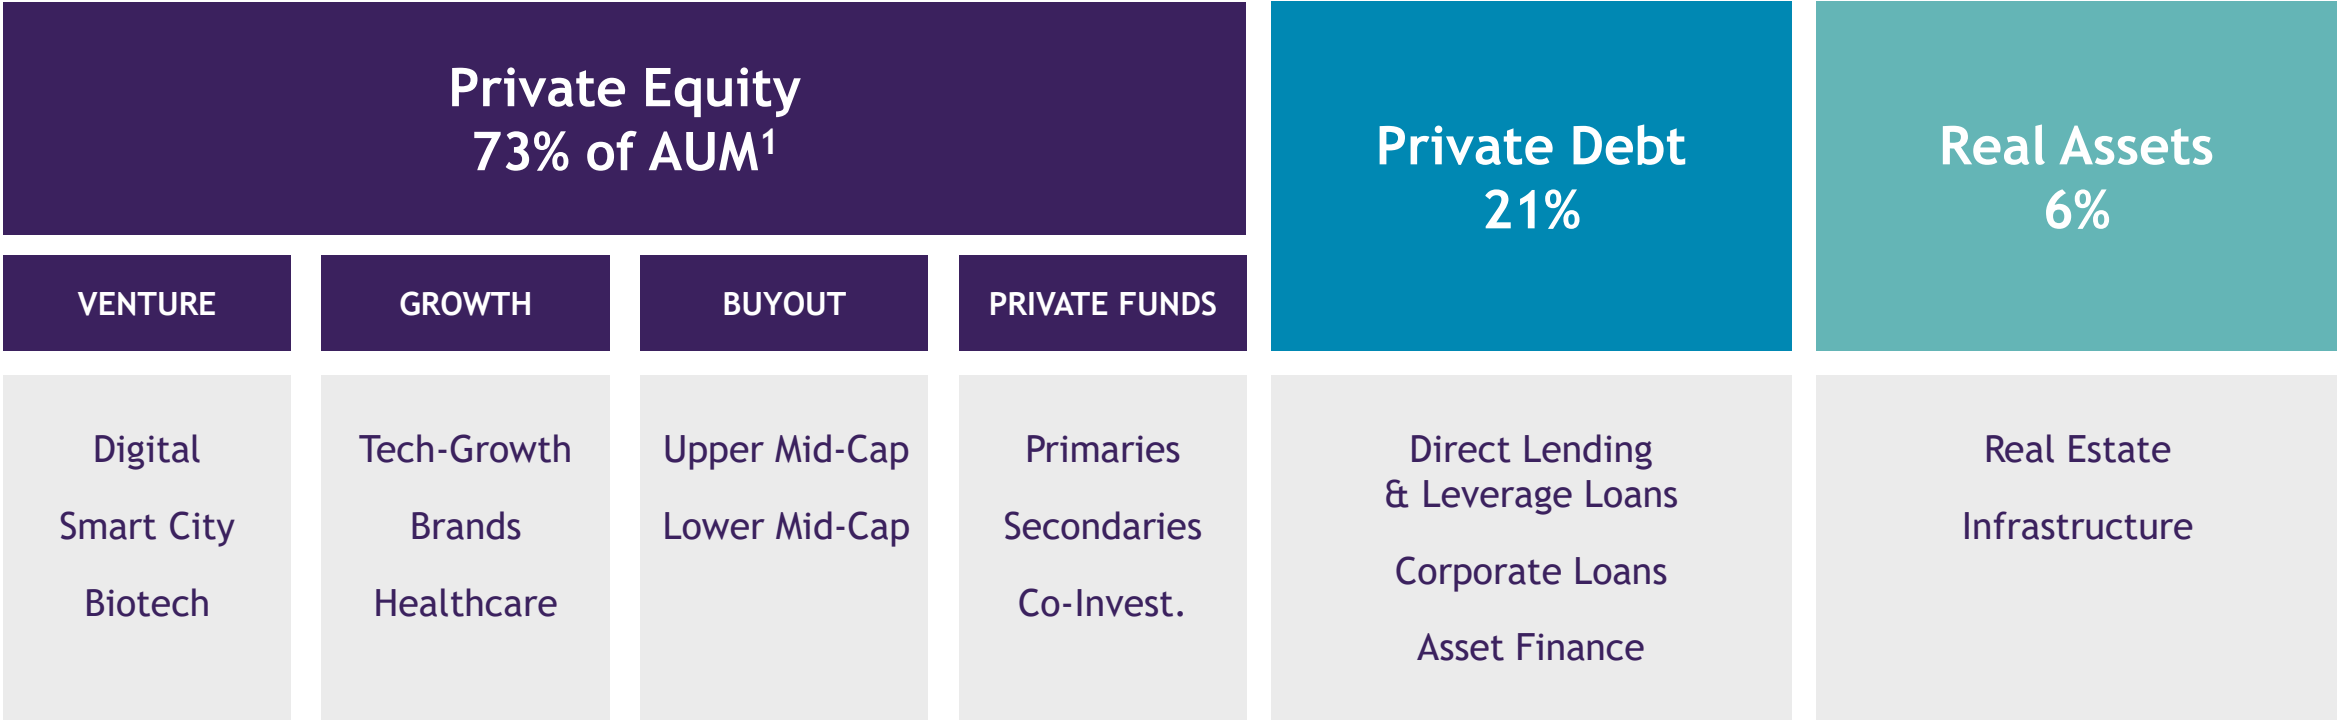 Private Equity
73% of AUM¹
Private Debt
21%
Real Assets
6%
VENTURE
GROWTH
BUYOUT
PRIVATE FUNDS
Digital
Smart City
Biotech
Tech-Growth
Brands
Healthcare
Upper Mid-Cap
Lower Mid-Cap
Primaries
Secondaries
Co-Invest.
Direct Lending
& Leverage Loans
Corporate Loans
Asset Finance
Real Estate
Infrastructure